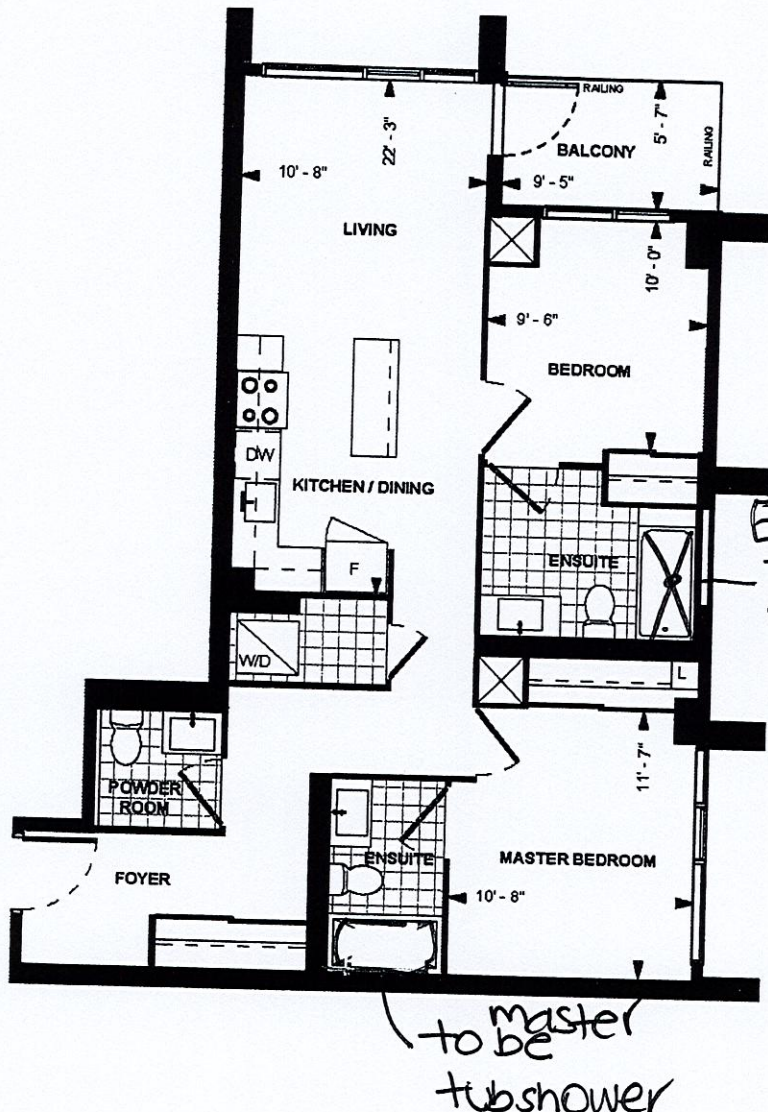 RAILING
22' - 3"
5' - 7"
RAILING
BALCONY
10' - 8"
9' - 5"
LIVING
10' - 0"
9' - 6"
BEDROOM
DW
KITCHEN / DINING
F
ENSUITE
W/D
L
11' - 7"
POWDER
ROOM
ENSUITE
MASTER BEDROOM
FOYER
10' - 8"
master
to be
tubshower